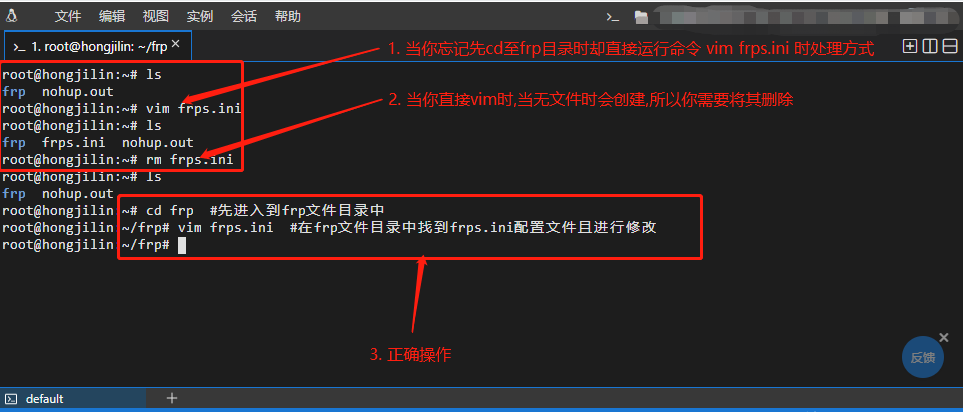 文件 编辑 视图 实例 会话 帮助
1. root@hongjilin: ~/frp
1. 当你忘记先cd至frp目录时却直接运行命令 vim frps.ini 时处理方式
root@hongjilin:~# ls
frp nohup.out
root@hongjilin:~# vim frps.ini
2. 当你直接vim时,当无文件时会创建,所以你需要将其删除
root@hongjilin:~# ls
frp frps.ini nohup.out
root@hongjilin:~# rm frps.ini
root@hongjilin:~# ls
frp nohup.out
root@hongjilin:~# cd frp #先进入到frp文件目录中
root@hongjilin:~/frp# vim frps.ini #在frp文件目录中找到frps.ini配置文件且进行修改
root@hongjilin:~/frp#
3. 正确操作
反馈
default